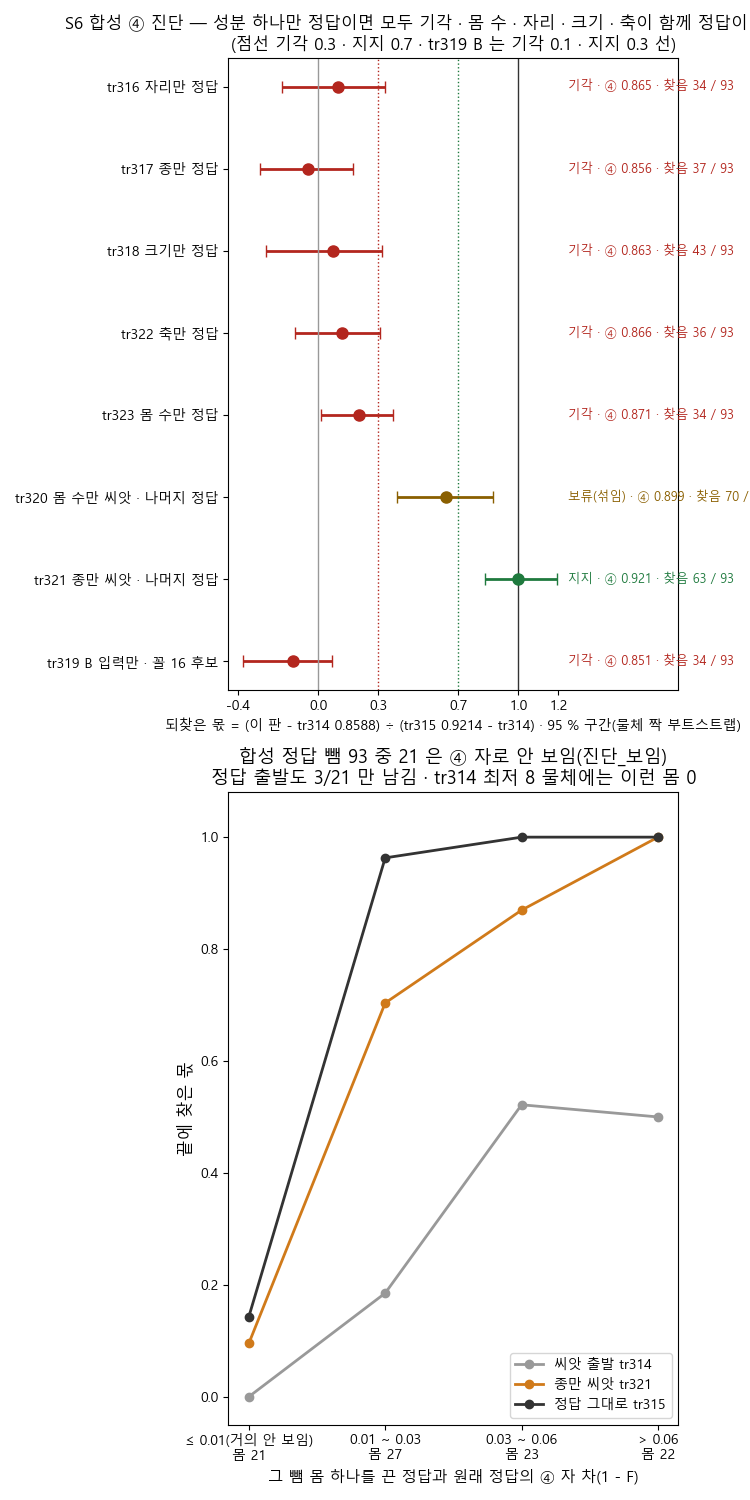 S6 합성 ④ 진단 — 성분 하나만 정답이면 모두 기각 · 몸 수 · 자리 · 크기 · 축이 함께 정답이
(점선 기각 0.3 · 지지 0.7 · tr319 B 는 기각 0.1 · 지지 0.3 선)
tr316 자리만 정답
기각 · ④ 0.865 · 찾음 34 / 93
tr317 종만 정답
기각 · ④ 0.856 · 찾음 37 / 93
tr318 크기만 정답
기각 · ④ 0.863 · 찾음 43 / 93
tr322 축만 정답
기각 · ④ 0.866 · 찾음 36 / 93
tr323 몸 수만 정답
기각 · ④ 0.871 · 찾음 34 / 93
tr320 몸 수만 씨앗 · 나머지 정답
보류(섞임) · ④ 0.899 · 찾음 70 /
tr321 종만 씨앗 · 나머지 정답
지지 · ④ 0.921 · 찾음 63 / 93
tr319 B 입력만 · 꼴 16 후보
기각 · ④ 0.851 · 찾음 34 / 93
-0.4 0.0 0.3 0.7 1.0 1.2
되찾은 몫 = (이 판 - tr314 0.8588) ÷ (tr315 0.9214 - tr314) · 95 % 구간(물체 짝 부트스트랩)
합성 정답 뺌 93 중 21 은 ④ 자로 안 보임(진단_보임)
정답 출발도 3/21 만 남김 · tr314 최저 8 물체에는 이런 몸 0
끝에 찾은 몫
1.0
0.8
0.6
0.4
0.2
0.0
씨앗 출발 tr314
종만 씨앗 tr321
정답 그대로 tr315
≤ 0.01(거의 안 보임) 0.01 ~ 0.03 0.03 ~ 0.06 > 0.06
몸 21 몸 27 몸 23 몸 22
그 뺌 몸 하나를 끈 정답과 원래 정답의 ④ 자 차(1 - F)